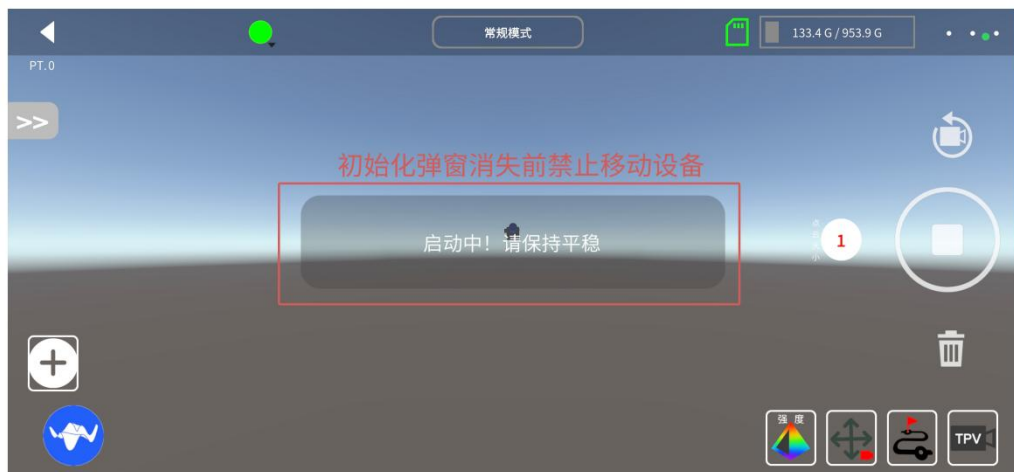 常规模式
133.4 G / 953.9 G
PT.0
>>
初始化弹窗消失前禁止移动设备
启动中！请保持平稳
1
强度
TPV